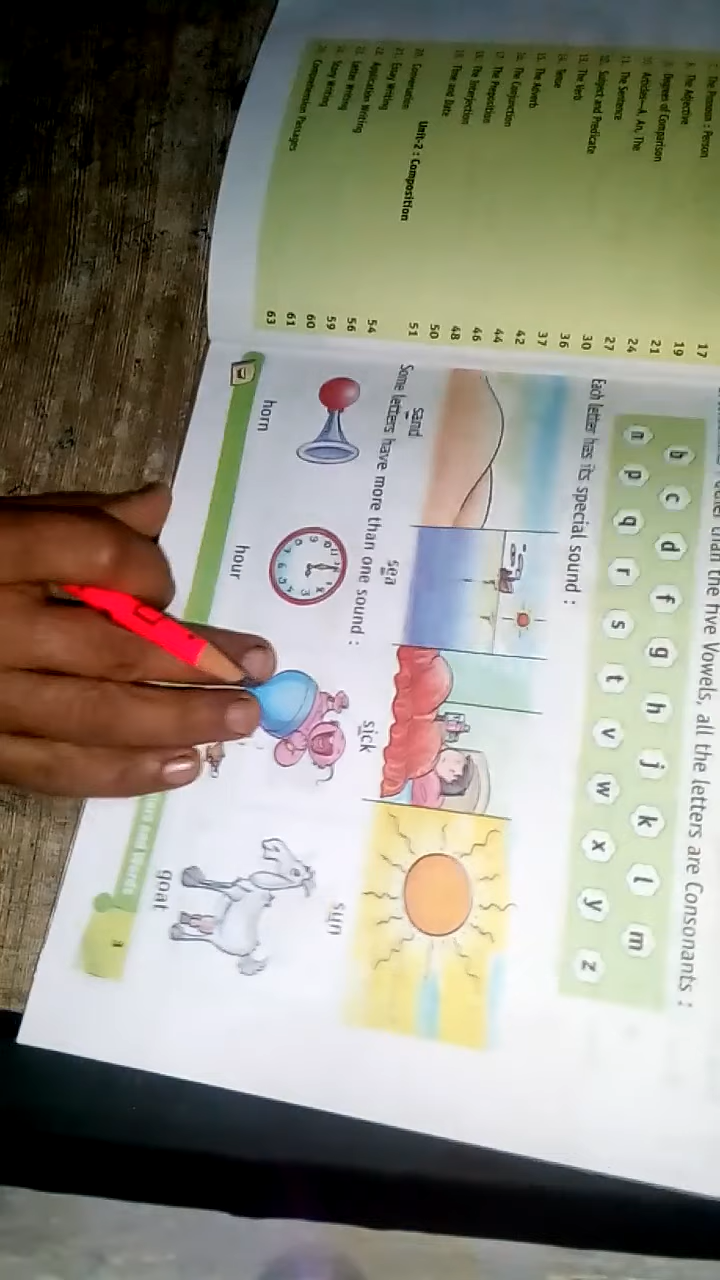 17
The Adjective 19
Degrees of Comparison 21
Articles—A, An, The 24
The Sentence 27
Subject and Predicate 30
The Verb 36
Tense 37
The Adverb 42
The Conjunction 44
The Preposition 46
The Interjection 48
Time and Date 50
Unit-2 : Composition
Conversation 51
Essay Writing 54
Application Writing 56
Letter Writing 59
Story Writing 60
Comprehension Passages 61
63
than the five Vowels, all the letters are Consonants :
b c d f g h j k l m
n p q r s t v w x y z
Each letter has its special sound :
sand sea sick sun
Some letters have more than one sound :
horn hour goat
and Words 3